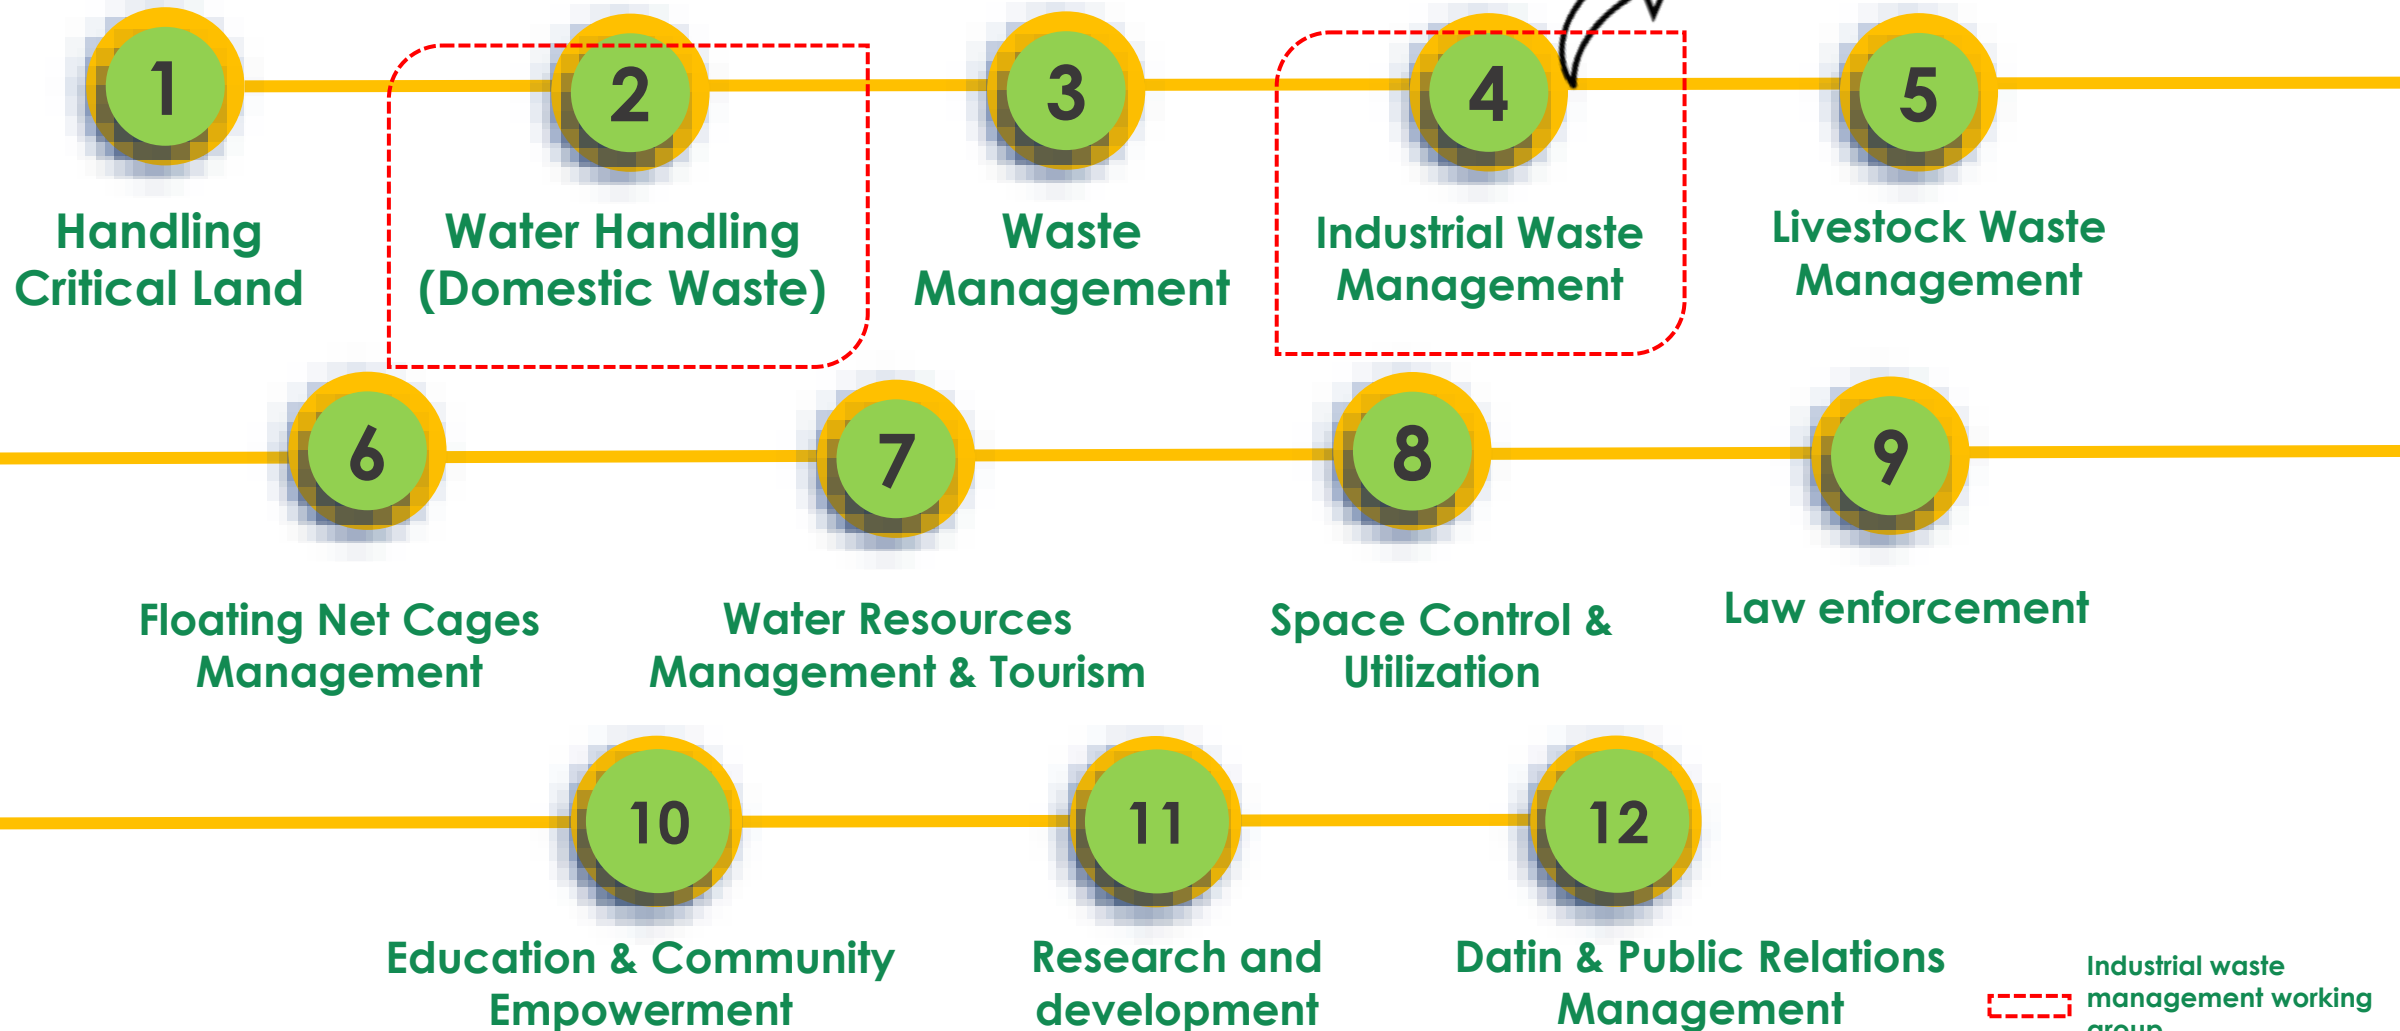 1
2
3
4
5
Handling
Critical Land
Water Handling
(Domestic Waste)
Waste
Management
Industrial Waste
Management
Livestock Waste
Management
6
7
8
9
Floating Net Cages
Management
Water Resources
Management & Tourism
Space Control &
Utilization
Law enforcement
10
11
12
Education & Community
Empowerment
Research and
development
Datin & Public Relations
Management
Industrial waste
management working
group